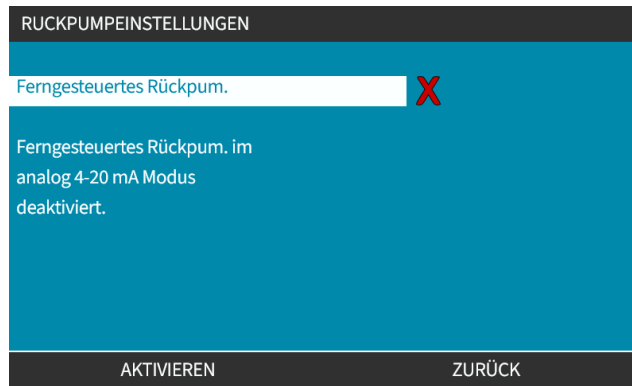 RUCKPUMPEINSTELLUNGEN
Ferngesteuertes Rückpum.
Ferngesteuertes Rückpum. im
analog 4-20 mA Modus
deaktiviert.
AKTIVIEREN
ZURÜCK